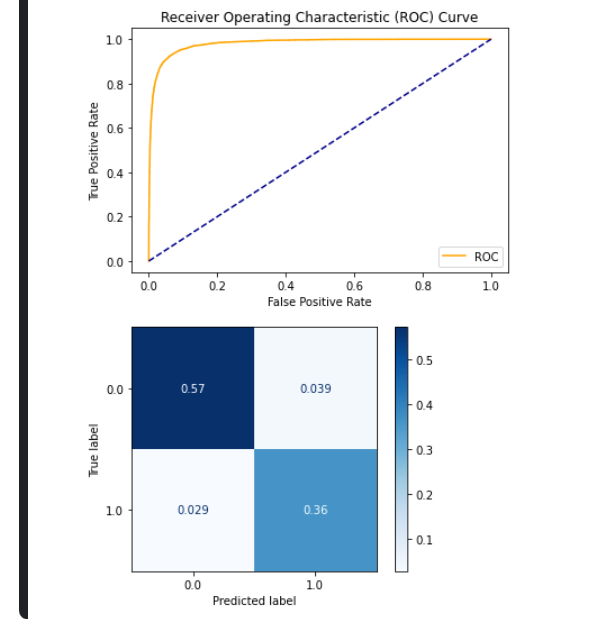 Receiver Operating Characteristic (ROC) Curve
1.0
0.8
0.6
0.4
0.2
0.0
True Positive Rate
ROC
0.0 0.2 0.4 0.6 0.8 1.0
False Positive Rate
0.0
1.0
True label
0.57 0.039
0.029 0.36
0.0 1.0
Predicted label
0.5
0.4
0.3
0.2
0.1